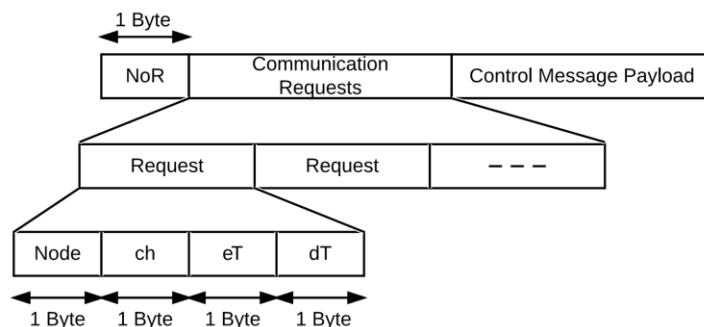 1 Byte
NoR
Communication
Requests
Control Message Payload
Request
Request
– – –
Node
ch
eT
dT
1 Byte
1 Byte
1 Byte
1 Byte